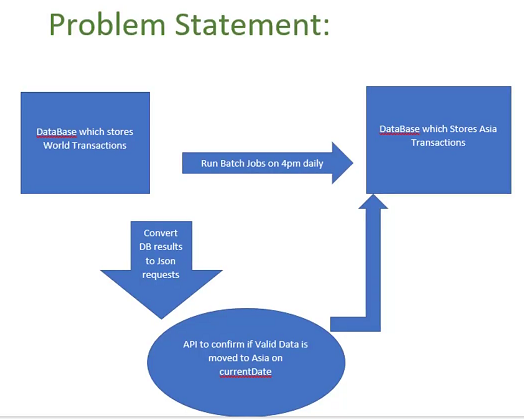 Problem Statement:
DataBase which stores
World Transactions
Run Batch Jobs on 4pm daily
DataBase which Stores Asia
Transactions
Convert
DB results
to Json
requests
API to confirm if Valid Data is
moved to Asia on
currentDate